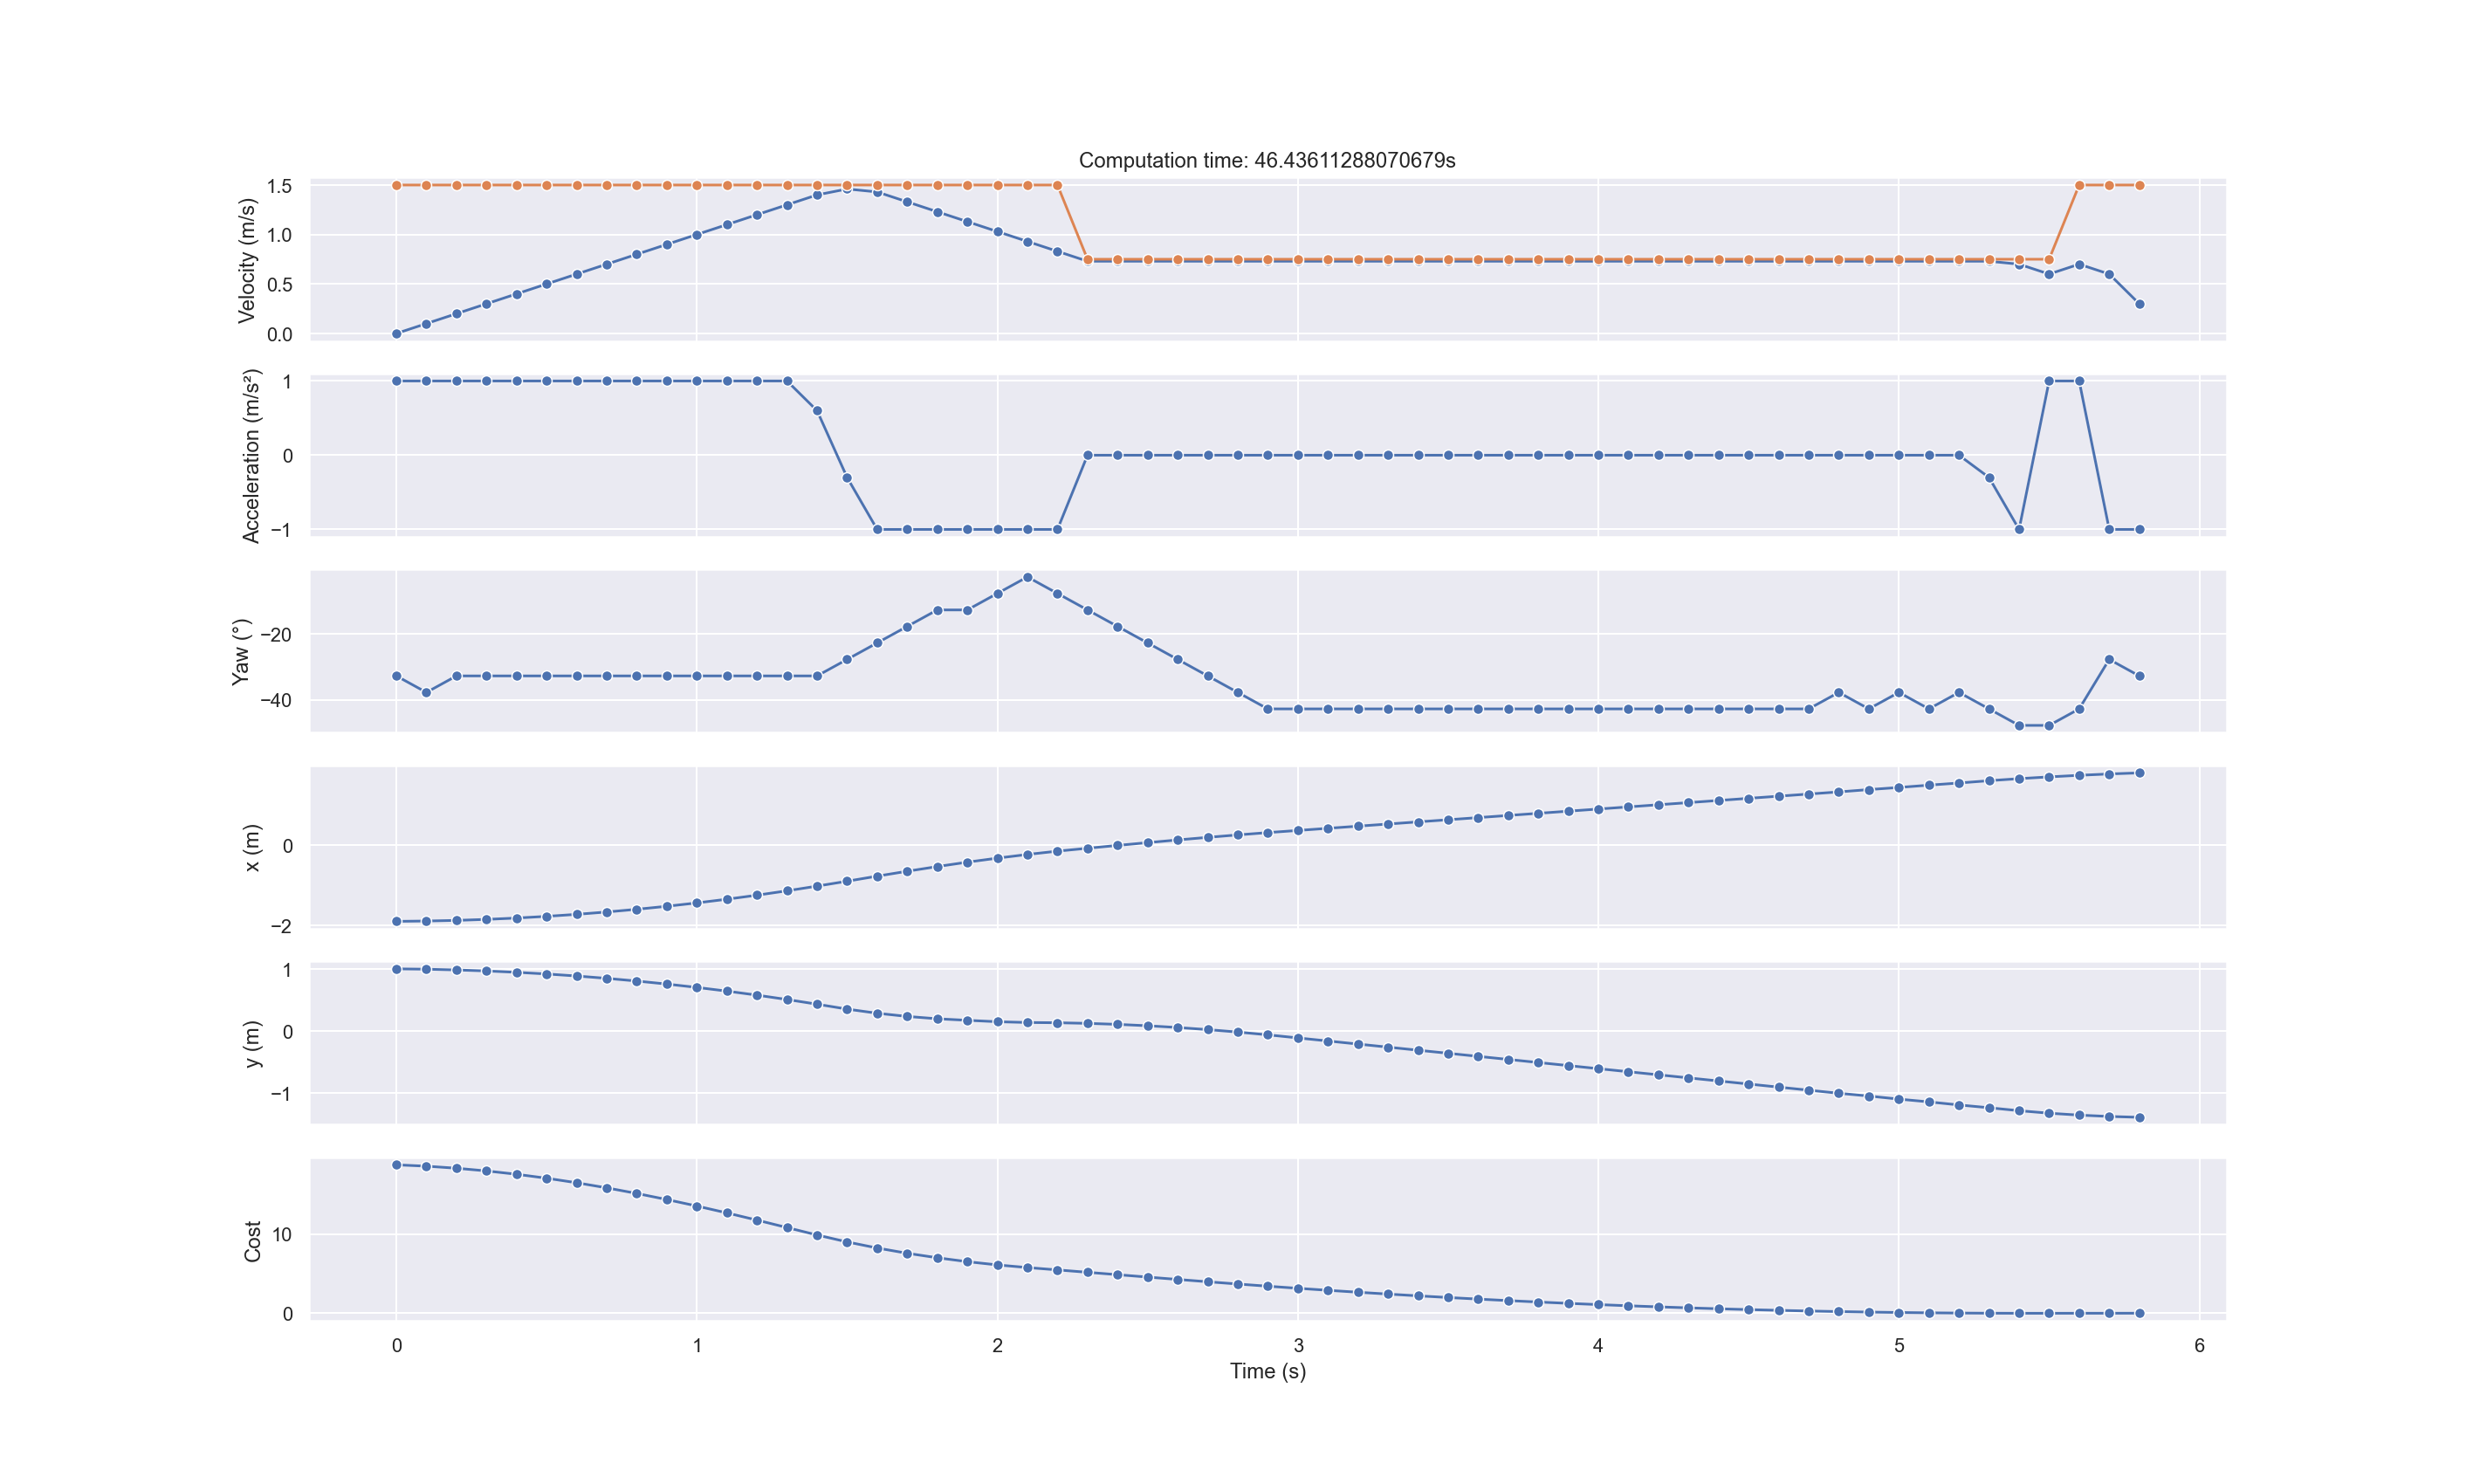 Computation time: 46.43611288070679s
Velocity (m/s)
1.5
1.0
0.5
0.0
Acceleration (m/s²)
1
0
−1
Yaw (°)
−20
−40
x (m)
0
−2
y (m)
1
0
−1
Cost
10
0
0 1 2 3 4 5 6
Time (s)